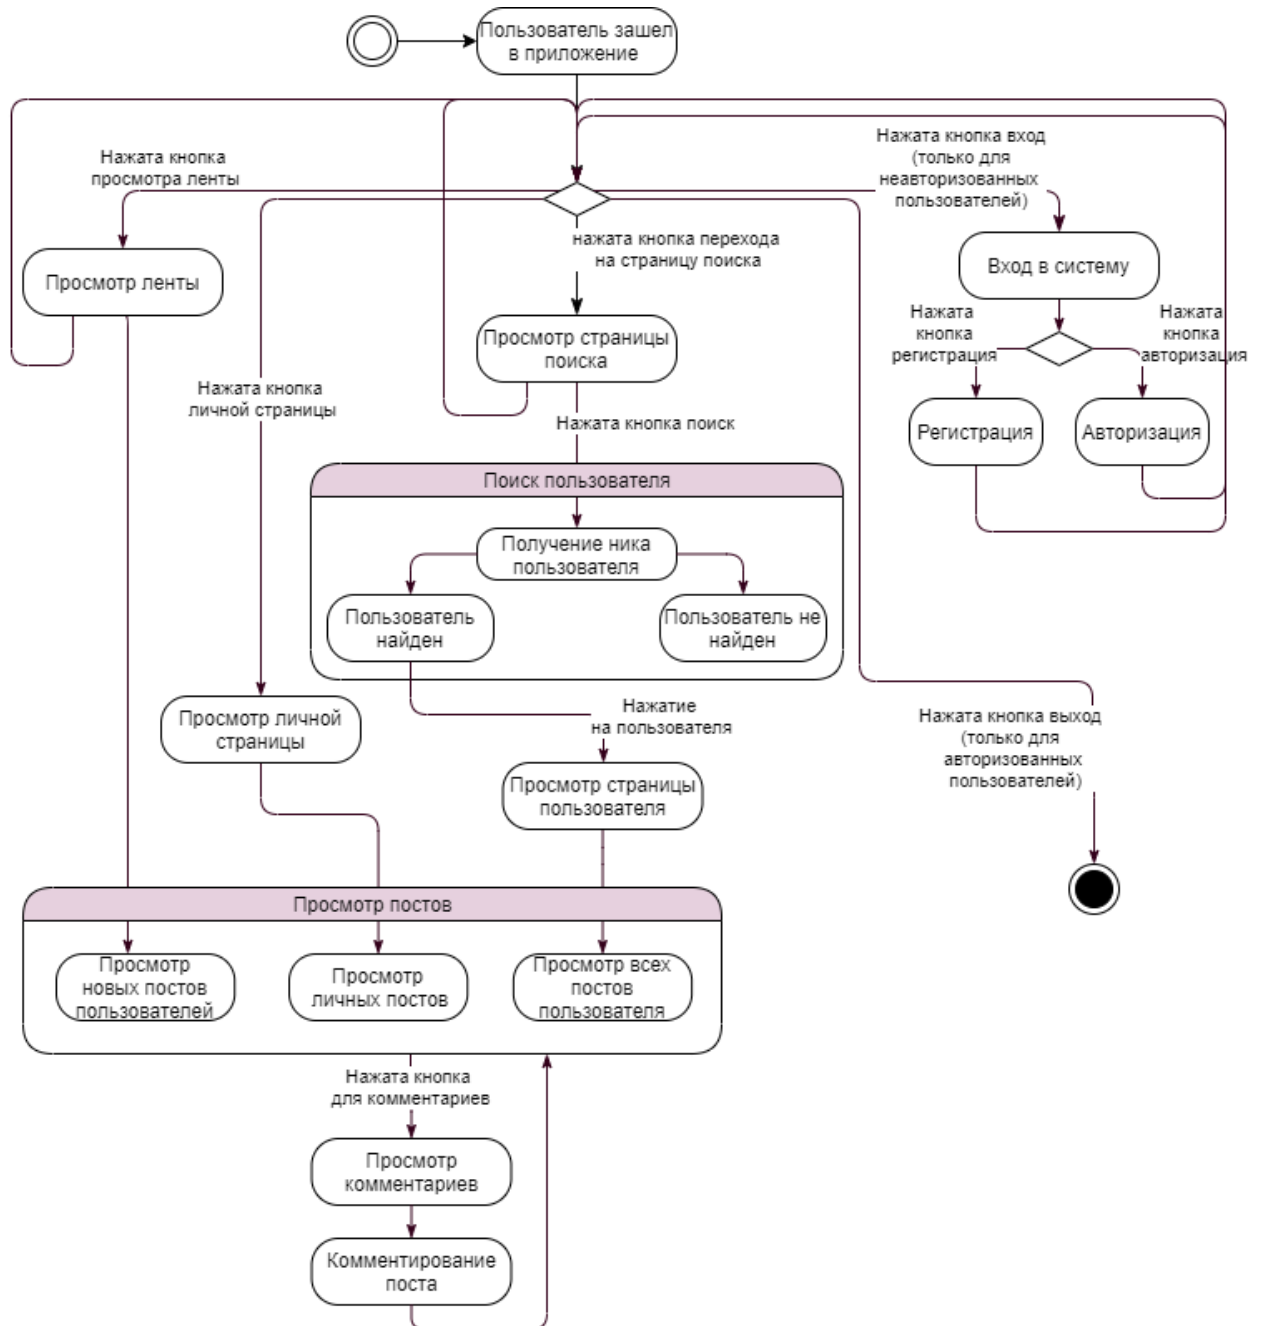 Пользователь зашел
в приложение
Нажата кнопка
просмотра ленты
Нажата кнопка вход
(только для
неавторизованных
пользователей)
нажата кнопка перехода
на страницу поиска
Просмотр ленты
Вход в систему
Просмотр страницы
поиска
Нажата
кнопка
регистрация
Нажата
кнопка
авторизация
Нажата кнопка
личной страницы
Нажата кнопка поиск
Регистрация
Авторизация
Поиск пользователя
Получение ника
пользователя
Пользователь
найден
Пользователь не
найден
Просмотр личной
страницы
Нажатие
на пользователя
Нажата кнопка выход
(только для
авторизованных
пользователей)
Просмотр страницы
пользователя
Просмотр постов
Просмотр
новых постов
пользователей
Просмотр
личных постов
Просмотр всех
постов
пользователя
Нажата кнопка
для комментариев
Просмотр
комментариев
Комментирование
поста